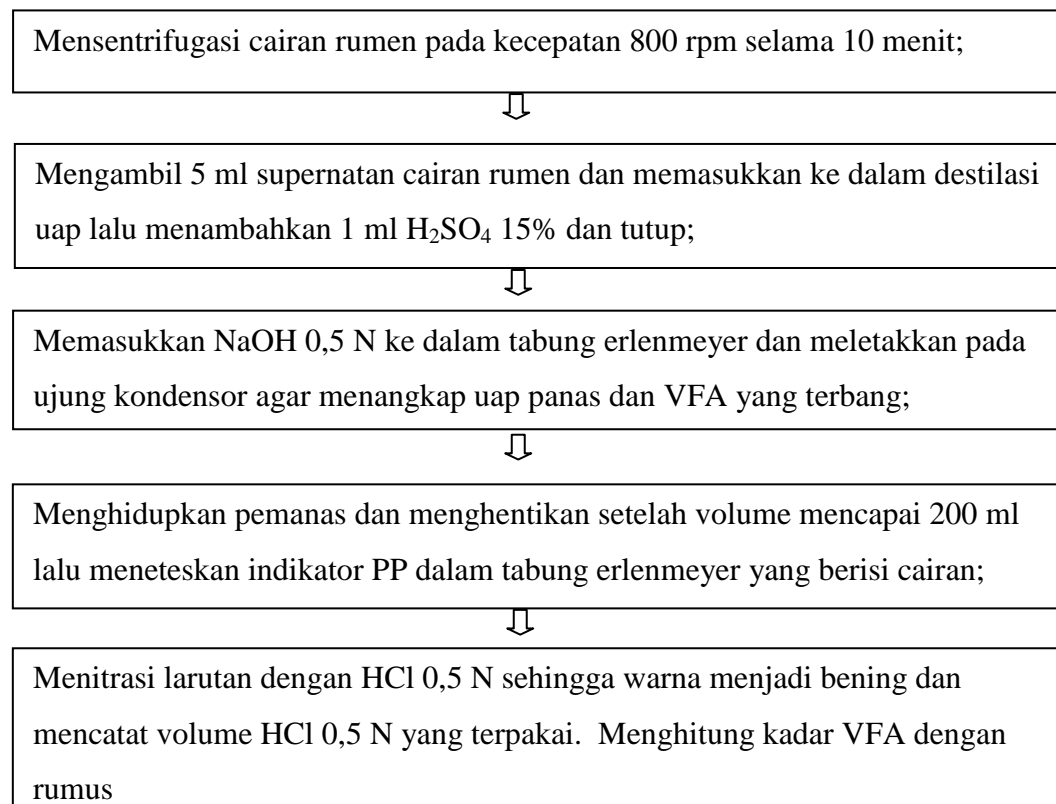 Mensentrifugasi cairan rumen pada kecepatan 800 rpm selama 10 menit;
Mengambil 5 ml supernatan cairan rumen dan memasukkan ke dalam destilasi
uap lalu menambahkan 1 ml H₂SO₄ 15% dan tutup;
Memasukkan NaOH 0,5 N ke dalam tabung erlenmeyer dan meletakkan pada
ujung kondensor agar menangkap uap panas dan VFA yang terbang;
Menghidupkan pemanas dan menghentikan setelah volume mencapai 200 ml
lalu meneteskan indikator PP dalam tabung erlenmeyer yang berisi cairan;
Menitrasi larutan dengan HCl 0,5 N sehingga warna menjadi bening dan
mencatat volume HCl 0,5 N yang terpakai.  Menghitung kadar VFA dengan
rumus